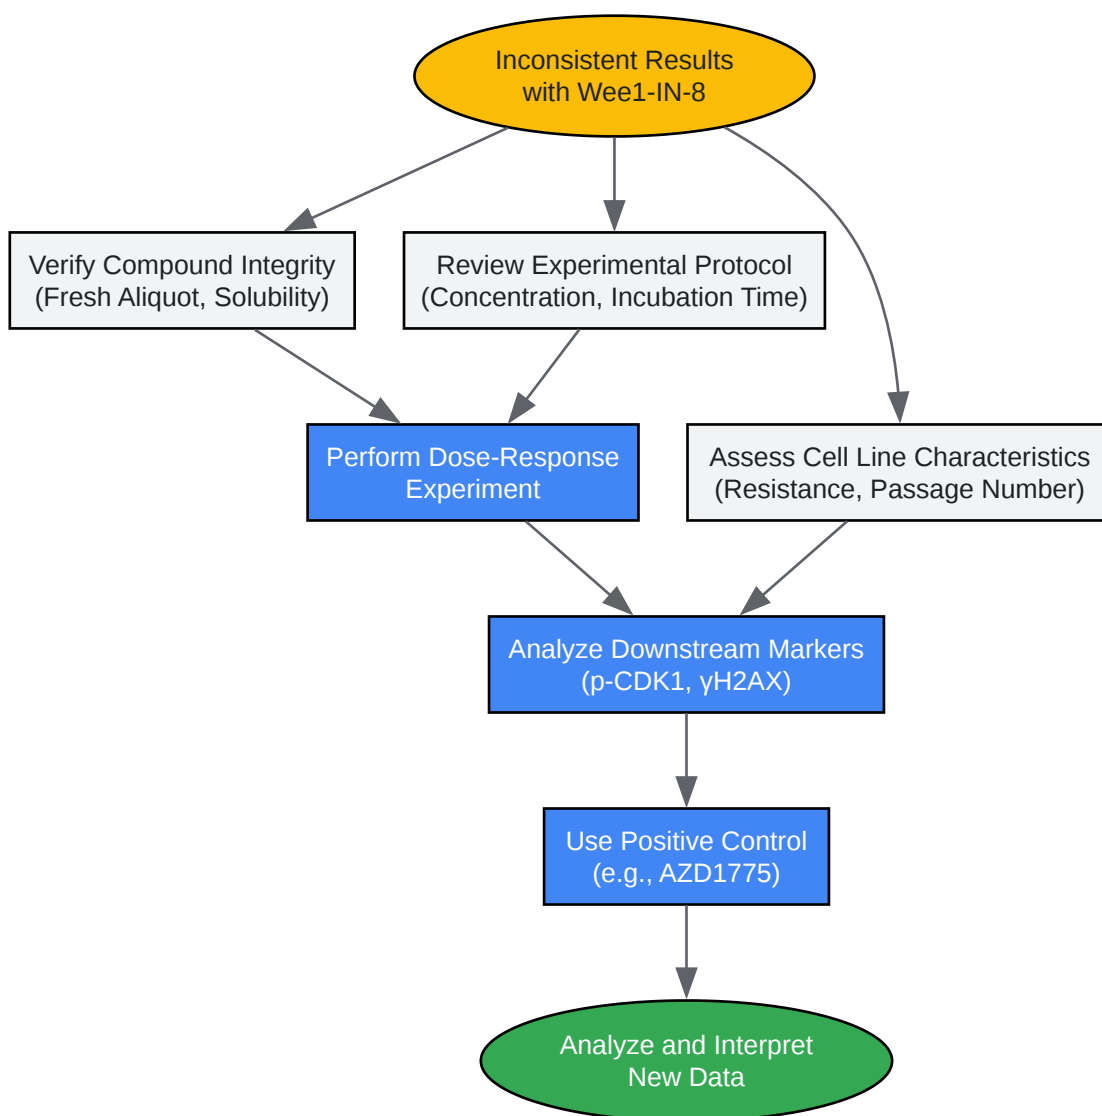 Inconsistent Results
with Wee1-IN-8
Verify Compound Integrity
(Fresh Aliquot, Solubility)
Review Experimental Protocol
(Concentration, Incubation Time)
Perform Dose-Response
Experiment
Assess Cell Line Characteristics
(Resistance, Passage Number)
Analyze Downstream Markers
(p-CDK1, γH2AX)
Use Positive Control
(e.g., AZD1775)
Analyze and Interpret
New Data